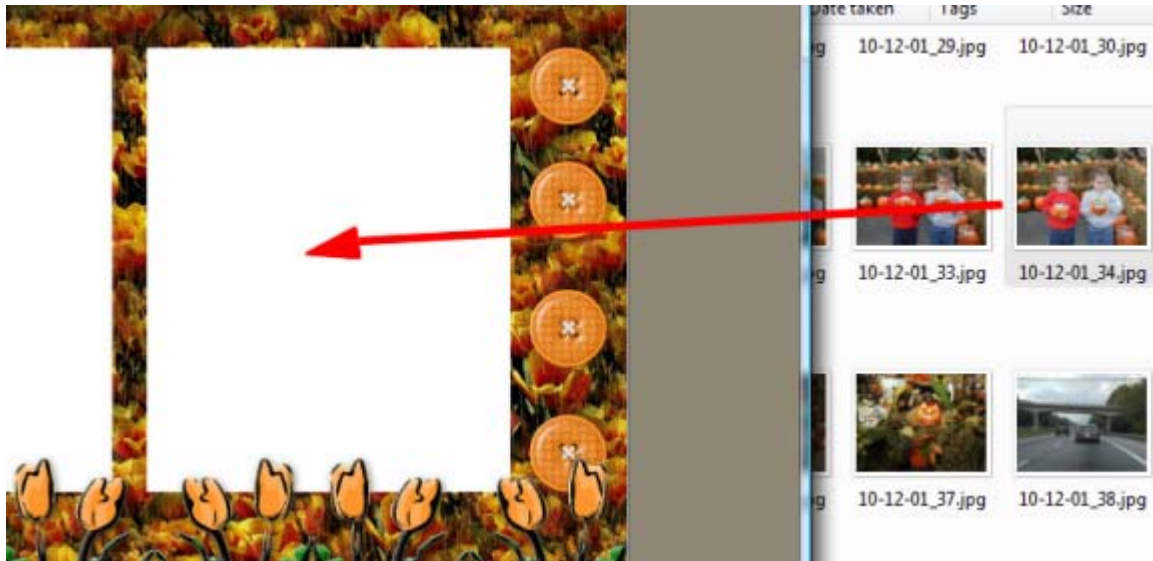 Date taken Tags Size
10-12-01_29.jpg 10-12-01_30.jpg
10-12-01_33.jpg 10-12-01_34.jpg
10-12-01_37.jpg 10-12-01_38.jpg